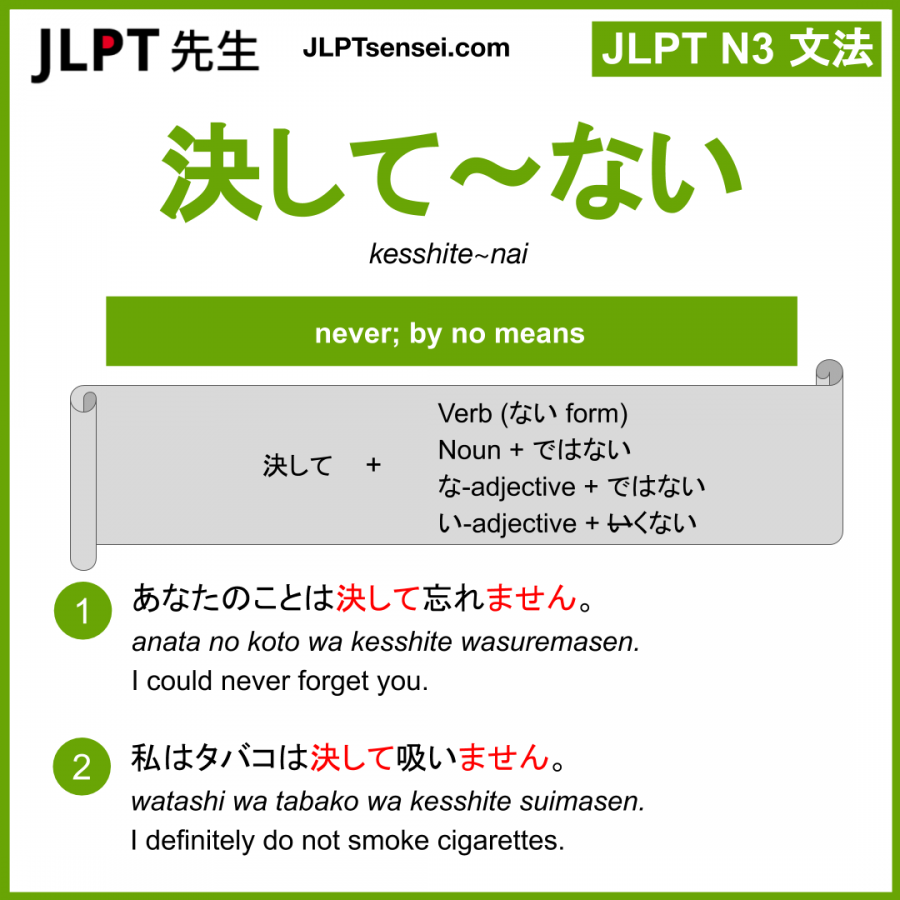 JLPT 先生
JLPTsensei.com
JLPT N3 文法
決して～ない
kesshite~nai
never; by no means
決して +
Verb (ない form)
Noun + ではない
な-adjective + ではない
い-adjective + いくない
1
あなたのことは決して忘れません。
anata no koto wa kesshite wasuremasen.
I could never forget you.
2
私はタバコは決して吸いません。
watashi wa tabako wa kesshite suimasen.
I definitely do not smoke cigarettes.